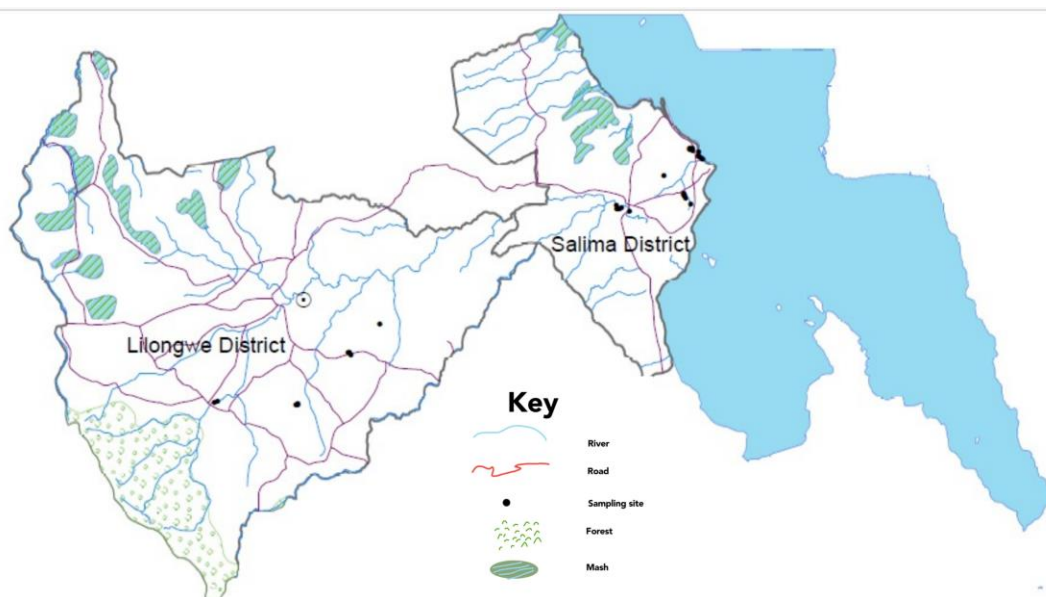 Salima District
Lilongwe District
Key
River
Road
Sampling site
Forest
Mash